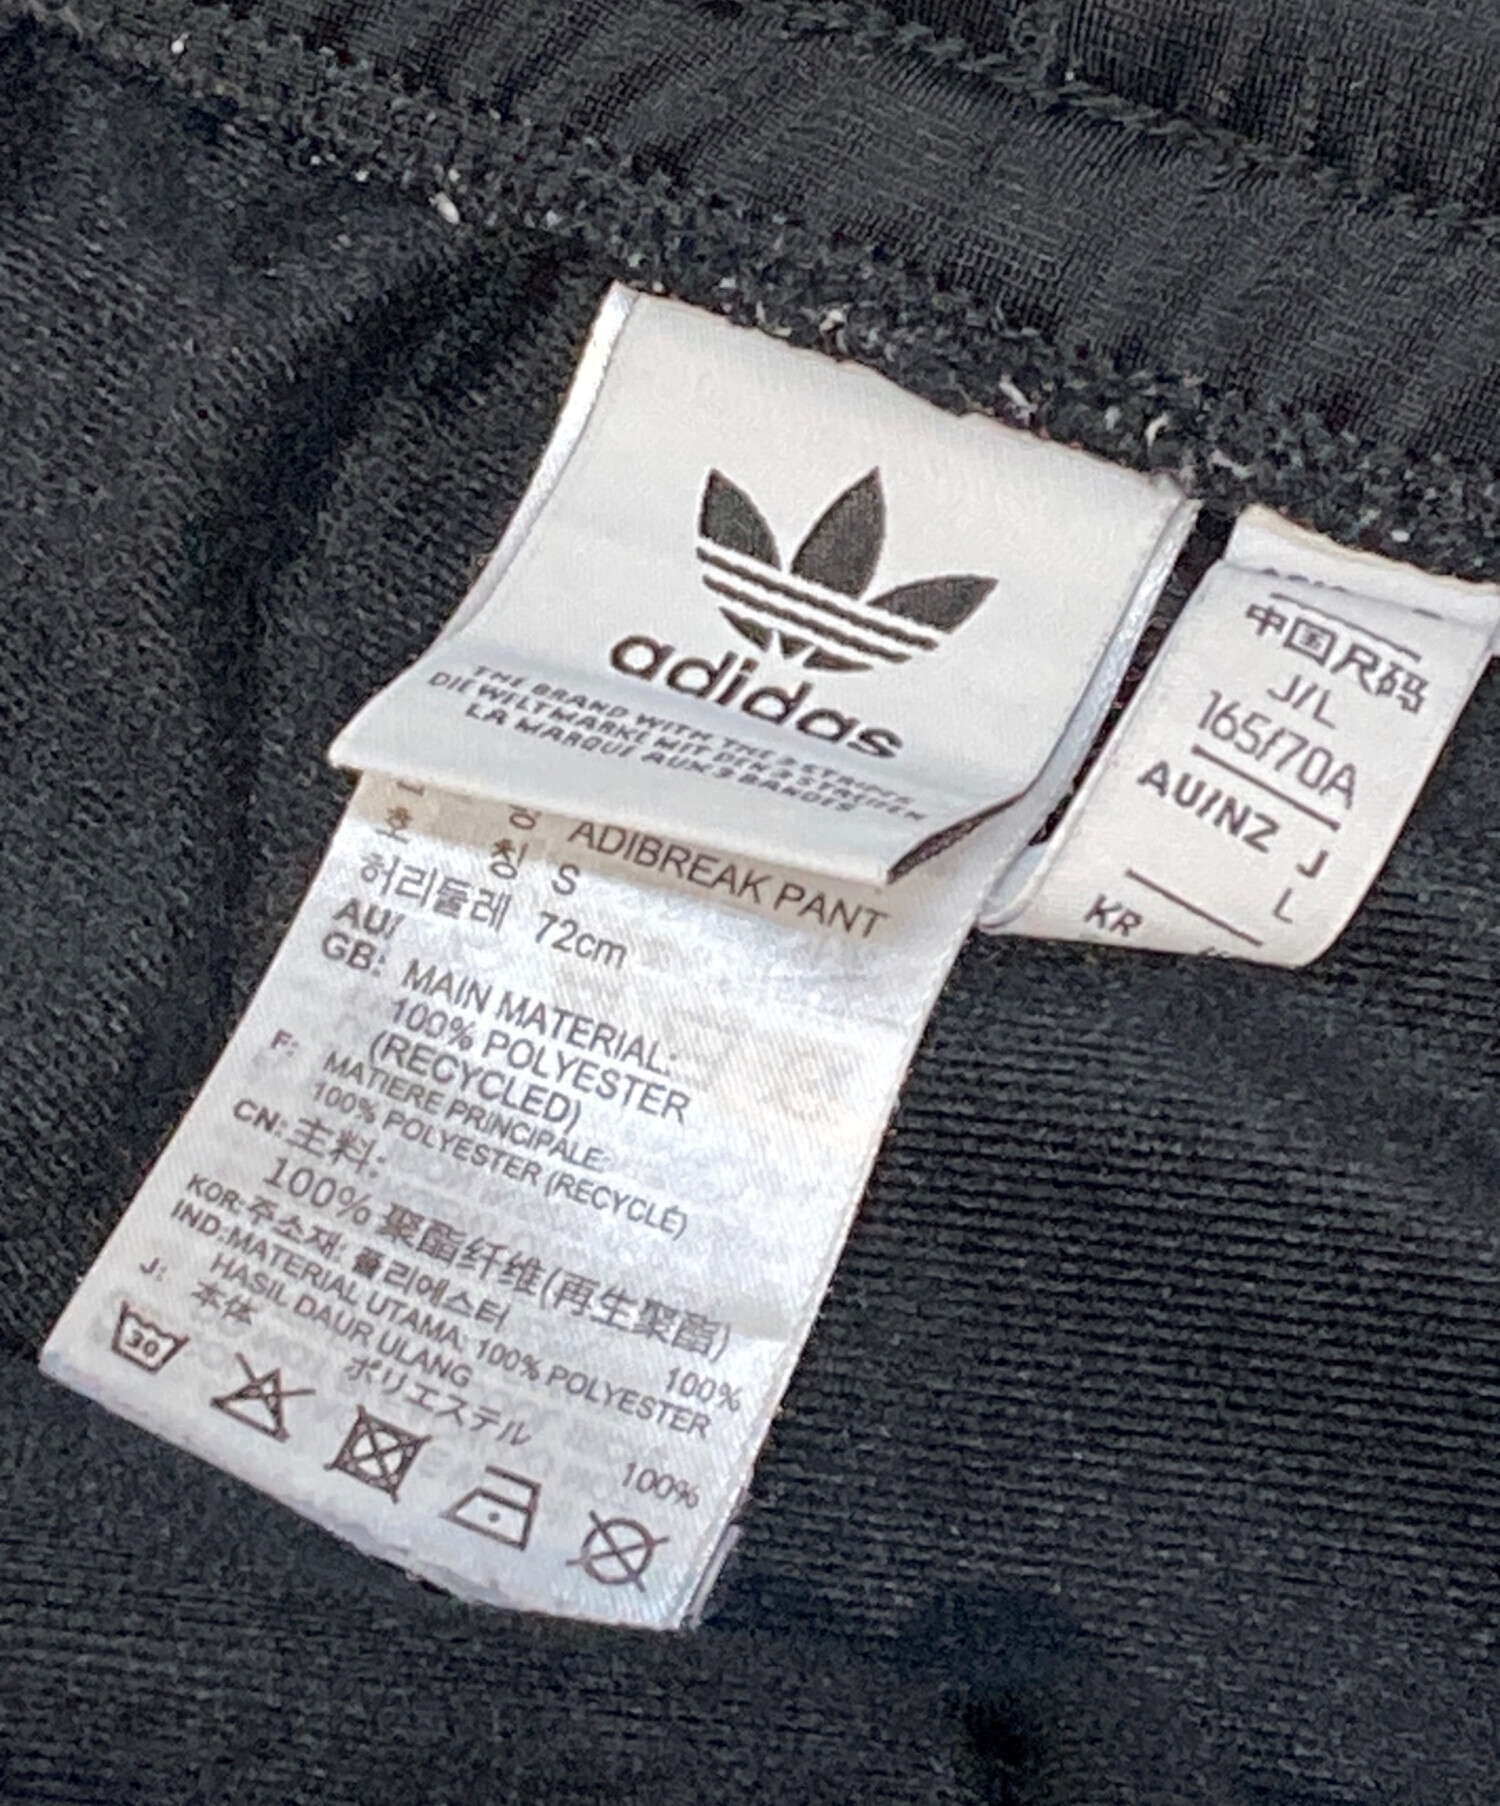 adidas
THE BRAND WITH THE 3 STRIPES
DIE WELTMARKE MIT DEN 3 STREIFEN
LA MARQUE AUX 3 BANDES
명 ADIBREAK PANT
호 칭 S
허리둘레 72cm
AU/
GB: MAIN MATERIAL:
100% POLYESTER
(RECYCLED)
F: MATIERE PRINCIPALE:
100% POLYESTER (RECYCLÉ)
CN: 主料:
100% 聚酯纤维(再生聚酯)
KOR: 주소재: 폴리에스터 100%
IND: MATERIAL UTAMA: 100% POLYESTER
HASIL DAUR ULANG
J: 本体
ポリエステル 100%
30
中国尺码
J/L
165/70A
AU/NZ J
L
KR